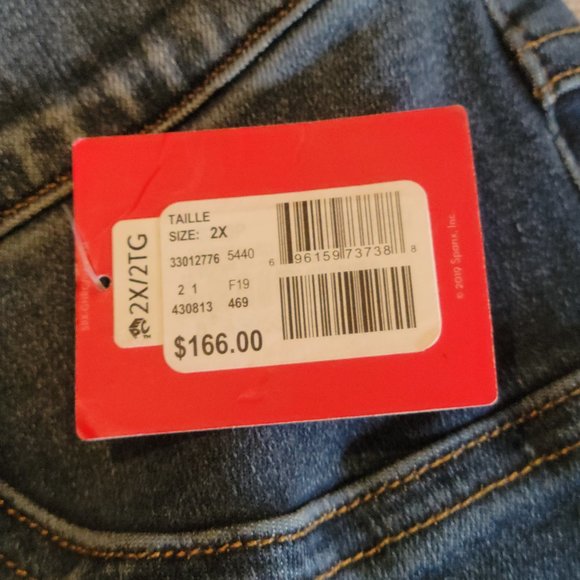 TAILLE
SIZE: 2X
33012776 5440
2 1 F19
430813 469
$166.00
6 96159 73738 8
2X/2TG
TM
© 2019 Spanx, Inc.